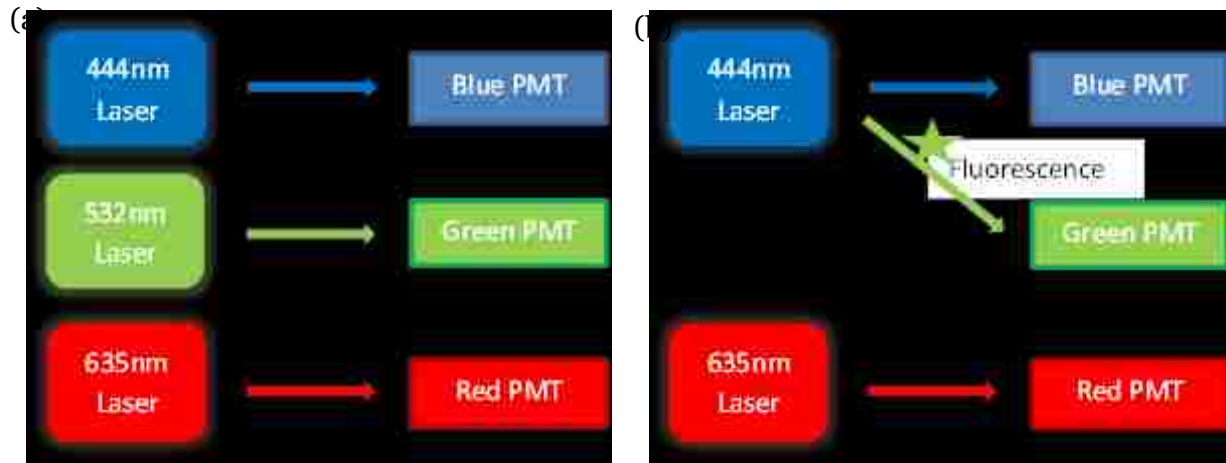 (a)
444nm
Laser
Blue PMT
532nm
Laser
Green PMT
635nm
Laser
Red PMT
(b)
444nm
Laser
Blue PMT
Fluorescence
Green PMT
635nm
Laser
Red PMT